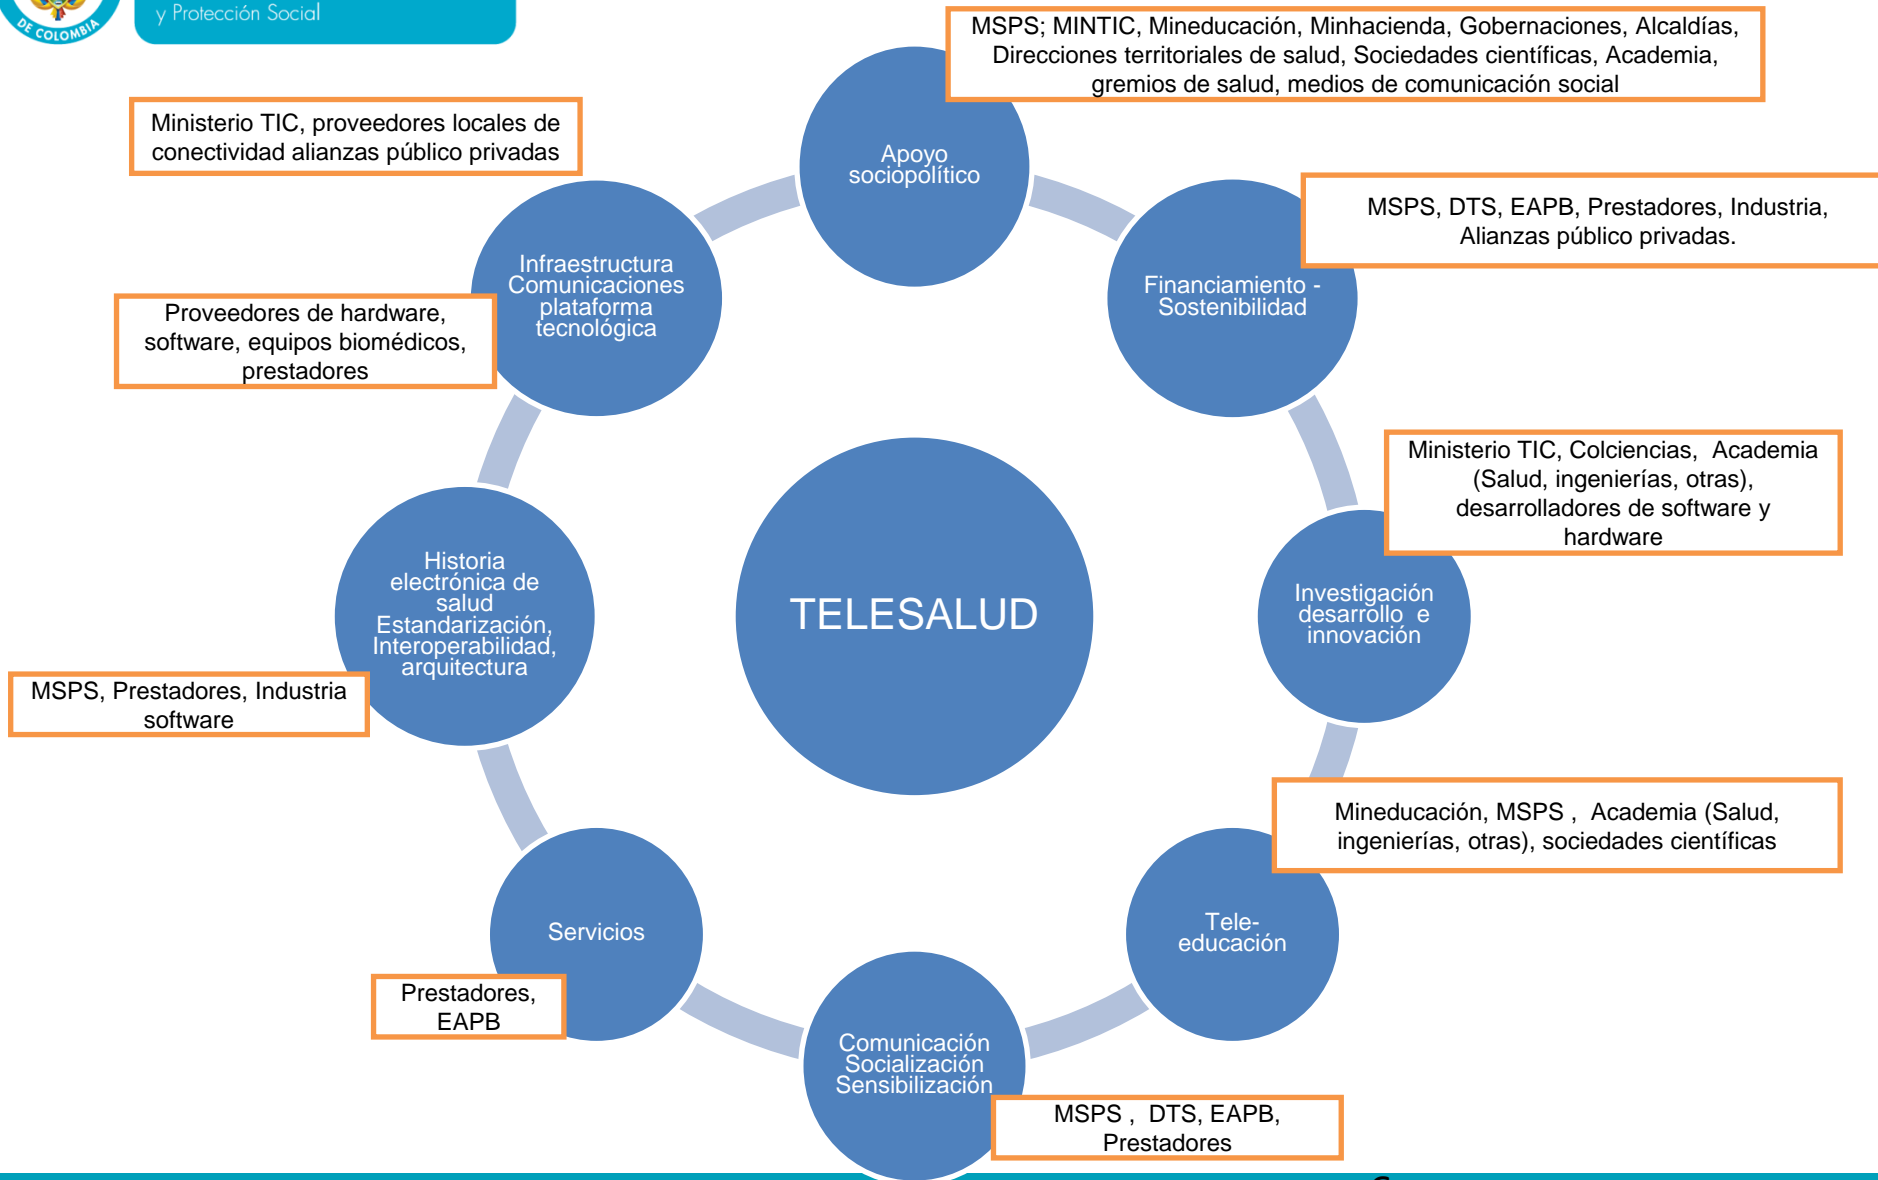 y Protección Social
DE COLOMBIA
MSPS; MINTIC, Mineducación, Minhacienda, Gobernaciones, Alcaldías,
Direcciones territoriales de salud, Sociedades científicas, Academia,
gremios de salud, medios de comunicación social
Ministerio TIC, proveedores locales de
conectividad alianzas público privadas
Apoyo
sociopolítico
MSPS, DTS, EAPB, Prestadores, Industria,
Alianzas público privadas.
Infraestructura
Comunicaciones
plataforma
tecnológica
Financiamiento -
Sostenibilidad
Proveedores de hardware,
software, equipos biomédicos,
prestadores
Ministerio TIC, Colciencias, Academia
(Salud, ingenierías, otras),
desarrolladores de software y
hardware
Historia
electrónica de
salud
Estandarización,
Interoperabilidad,
arquitectura
TELESALUD
Investigación
desarrollo e
innovación
MSPS, Prestadores, Industria
software
Mineducación, MSPS , Academia (Salud,
ingenierías, otras), sociedades científicas
Servicios
Tele-
educación
Prestadores,
EAPB
Comunicación
Socialización
Sensibilización
MSPS , DTS, EAPB,
Prestadores